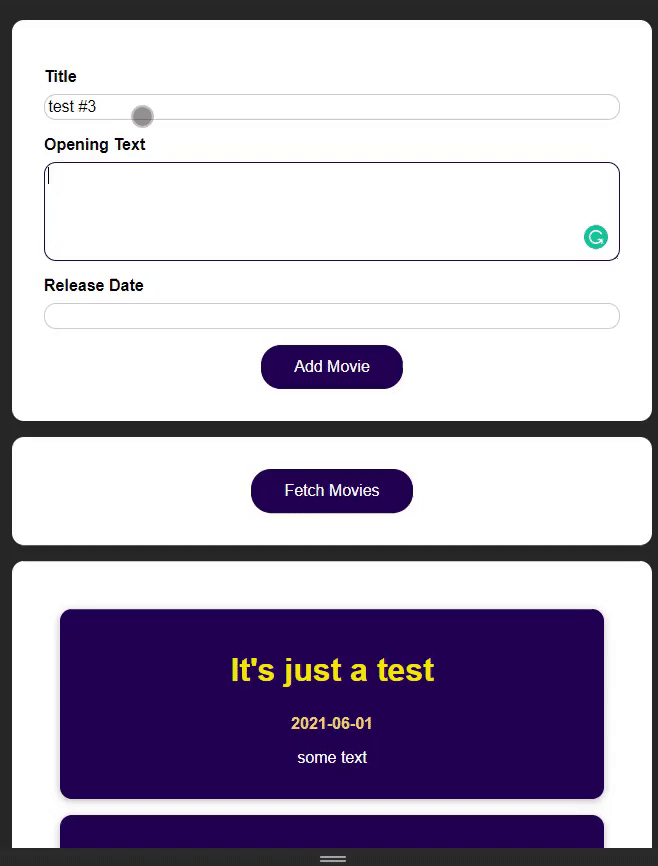 Title
test #3
Opening Text
Release Date
Add Movie
Fetch Movies
It's just a test
2021-06-01
some text